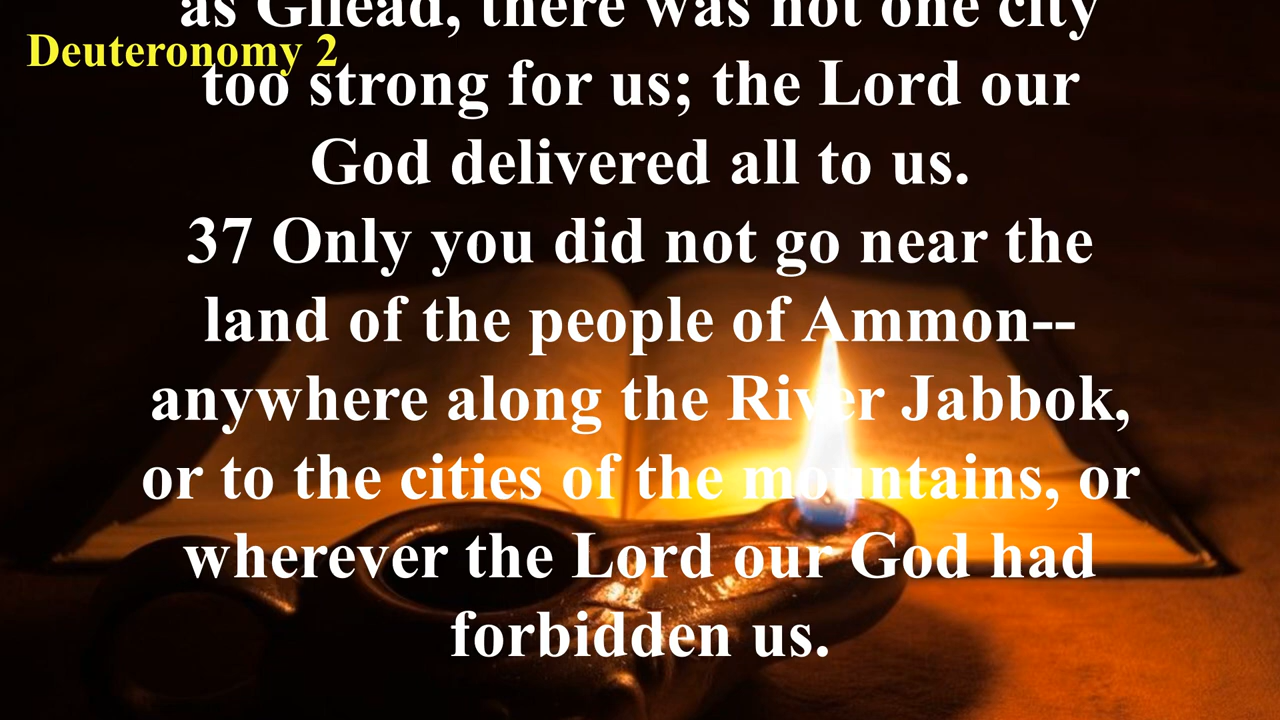 as Gilead, there was not one city
Deuteronomy 2
too strong for us; the Lord our
God delivered all to us.
37 Only you did not go near the
land of the people of Ammon--
anywhere along the River Jabbok,
or to the cities of the mountains, or
wherever the Lord our God had
forbidden us.